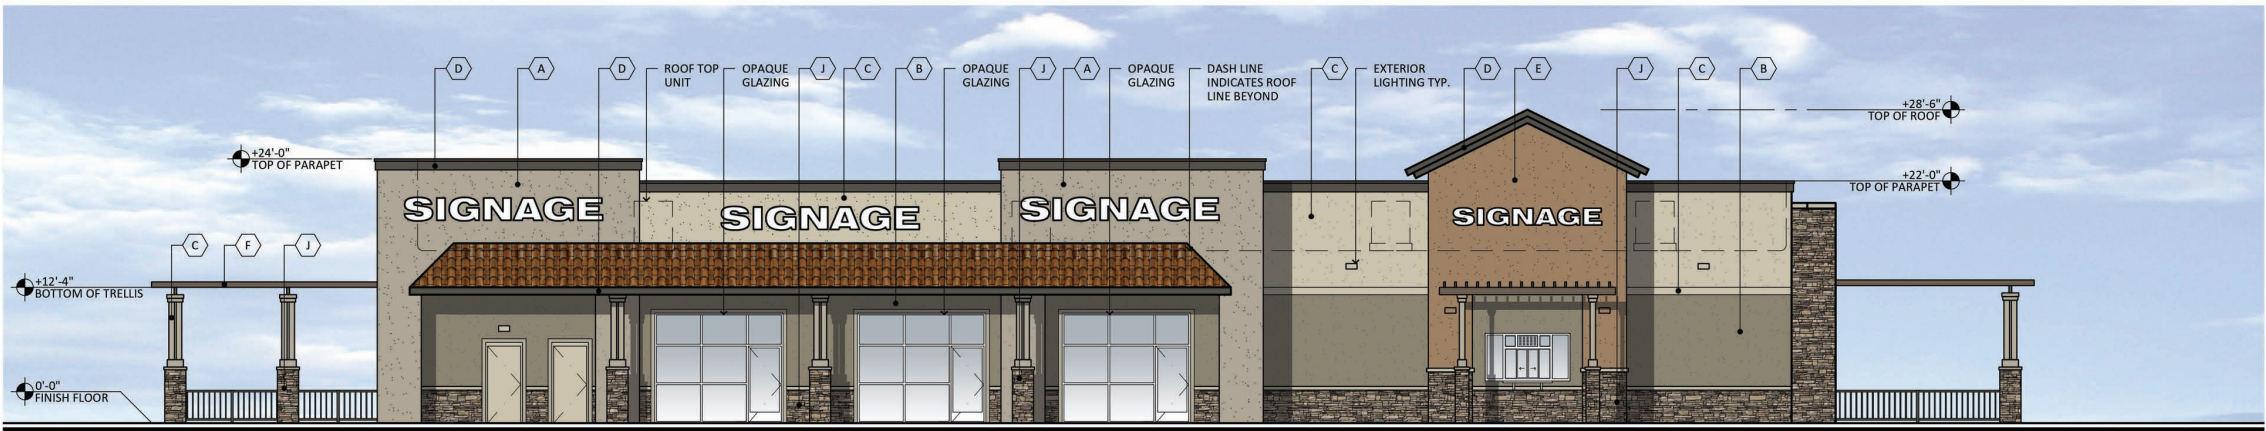 D
A
D
ROOF TOP
UNIT
OPAQUE
GLAZING
J
C
B
OPAQUE
GLAZING
J
A
OPAQUE
GLAZING
DASH LINE
INDICATES ROOF
LINE BEYOND
C
EXTERIOR
LIGHTING TYP.
D
E
J
C
B
+28'-6"
TOP OF ROOF
+24'-0"
TOP OF PARAPET
+22'-0"
TOP OF PARAPET
SIGNAGE
SIGNAGE
SIGNAGE
SIGNAGE
C
F
J
+12'-4"
BOTTOM OF TRELLIS
0'-0"
FINISH FLOOR